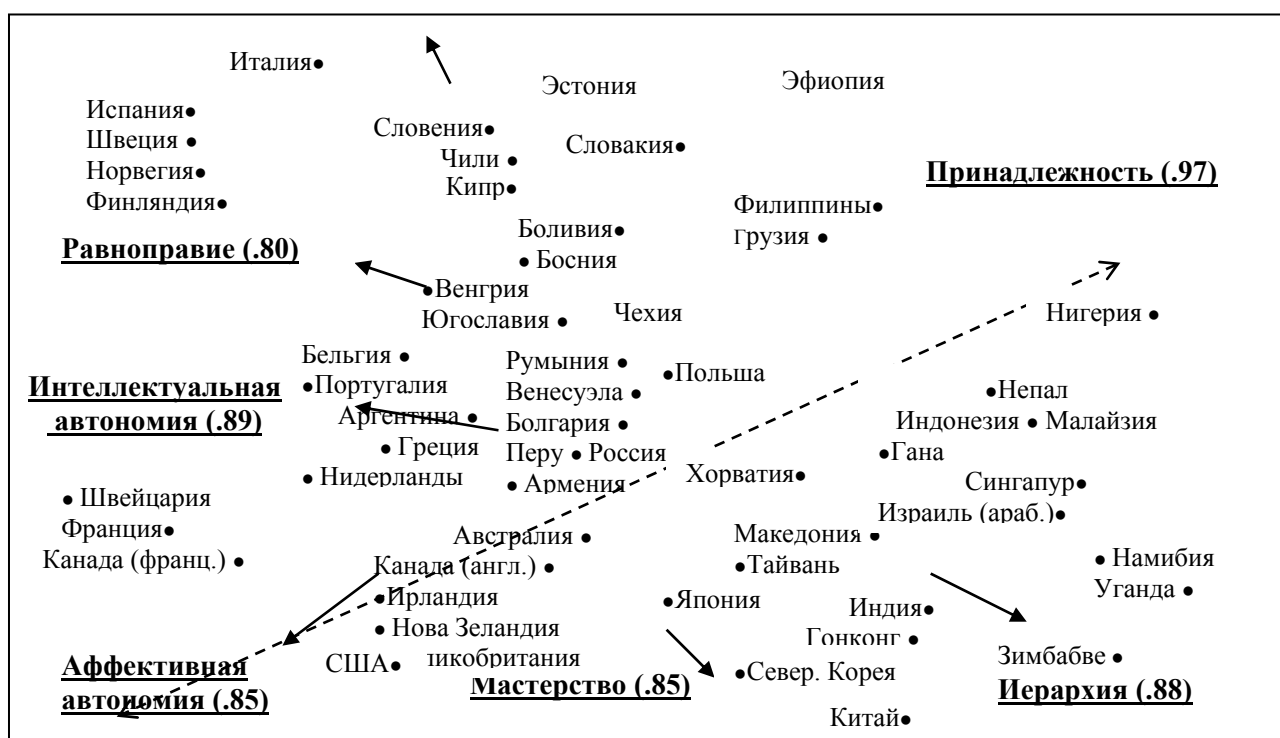 Италия●
Эстония
Эфиопия
Испания●
Швеция ●
Норвегия●
Финляндия●
Словения●
Чили ●
Кипр●
Словакия●
Принадлежность (.97)
Филиппины●
Грузия ●
Равноправие (.80)
Боливия●
● Босния
●Венгрия
Югославия ●
Чехия
Нигерия ●
Бельгия ●
●Португалия
Аргентина ●
● Греция
● Нидерланды
Румыния ●
Венесуэла ●
Болгария ●
Перу ● Россия
● Армения
●Польша
Интеллектуальная
автономия (.89)
●Непал
Индонезия ● Малайзия
●Гана
Сингапур●
Израиль (араб.)●
Хорватия●
● Швейцария
Франция●
Канада (франц.) ●
Австралия ●
Канада (англ.) ●
●Ирландия
● Нова Зеландия
США●
ликобритания
Македония ●
●Тайвань
● Намибия
Уганда ●
●Япония
Индия●
Гонконг ●
●Север. Корея
Китай●
Зимбабве ●
Иерархия (.88)
Аффективная
автономия (.85)
Мастерство (.85)